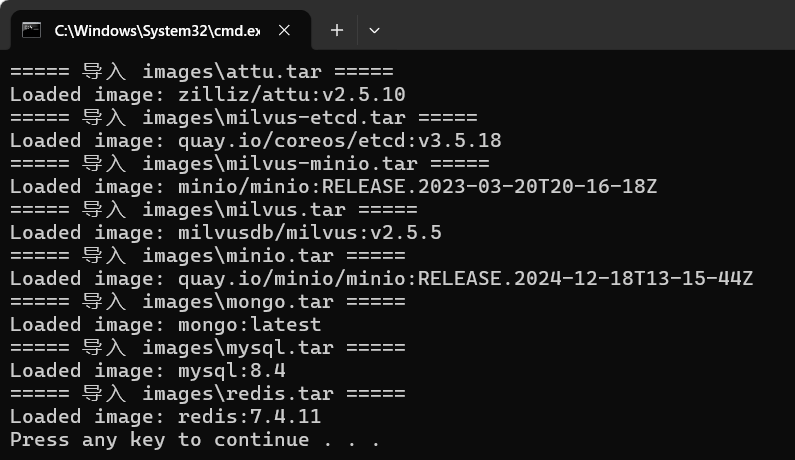 C:\Windows\System32\cmd.ex
===== 导入 images\attu.tar =====
Loaded image: zilliz/attu:v2.5.10
===== 导入 images\milvus-etcd.tar =====
Loaded image: quay.io/coreos/etcd:v3.5.18
===== 导入 images\milvus-minio.tar =====
Loaded image: minio/minio:RELEASE.2023-03-20T20-16-18Z
===== 导入 images\milvus.tar =====
Loaded image: milvusdb/milvus:v2.5.5
===== 导入 images\minio.tar =====
Loaded image: quay.io/minio/minio:RELEASE.2024-12-18T13-15-44Z
===== 导入 images\mongo.tar =====
Loaded image: mongo:latest
===== 导入 images\mysql.tar =====
Loaded image: mysql:8.4
===== 导入 images\redis.tar =====
Loaded image: redis:7.4.11
Press any key to continue . . .